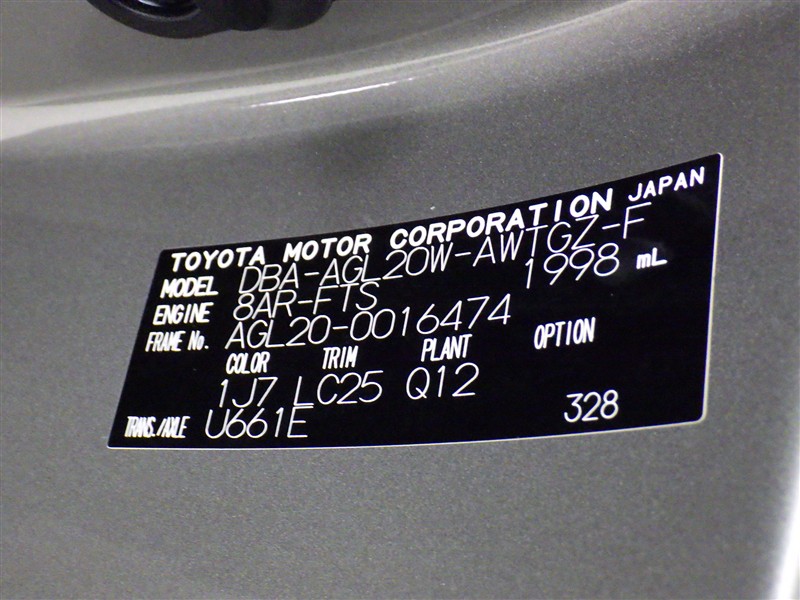 TOYOTA MOTOR CORPORATION JAPAN
MODEL DBA-AGL20W-AWTGZ-F
ENGINE 8AR-FTS 1998 mL
FRAME No. AGL20-0016474
COLOR TRIM PLANT OPTION
1J7 LC25 Q12
TRANS./AXLE U661E 328